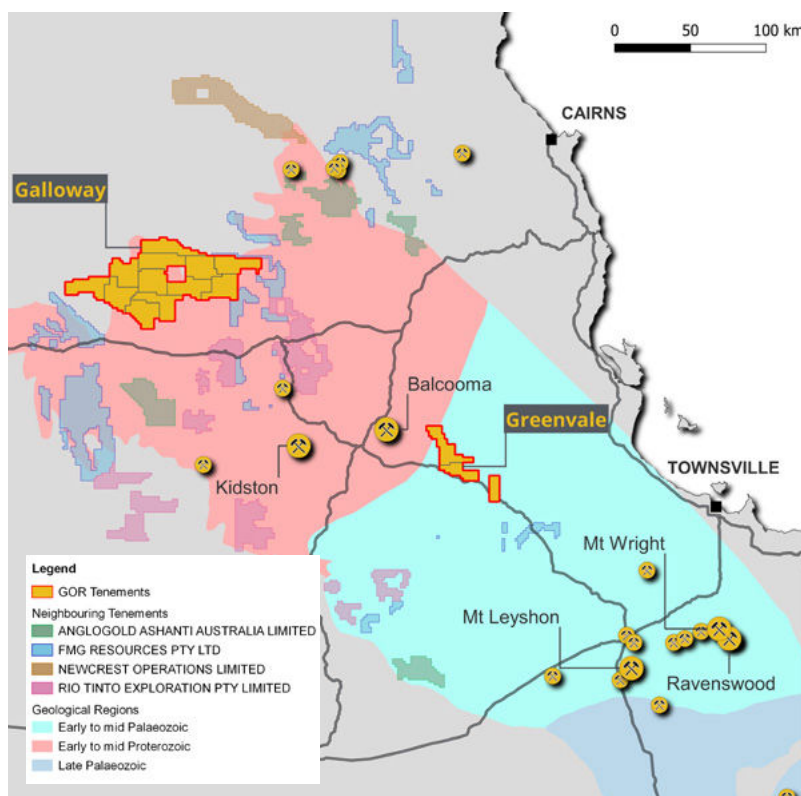 0 50 100 km
CAIRNS
Galloway
Balcooma
Greenvale
Kidston
TOWNSVILLE
Mt Wright
Mt Leyshon
Ravenswood
Legend
GOR Tenements
Neighbouring Tenements
ANGLOGOLD ASHANTI AUSTRALIA LIMITED
FMG RESOURCES PTY LTD
NEWCREST OPERATIONS LIMITED
RIO TINTO EXPLORATION PTY LIMITED
Geological Regions
Early to mid Palaeozoic
Early to mid Proterozoic
Late Palaeozoic